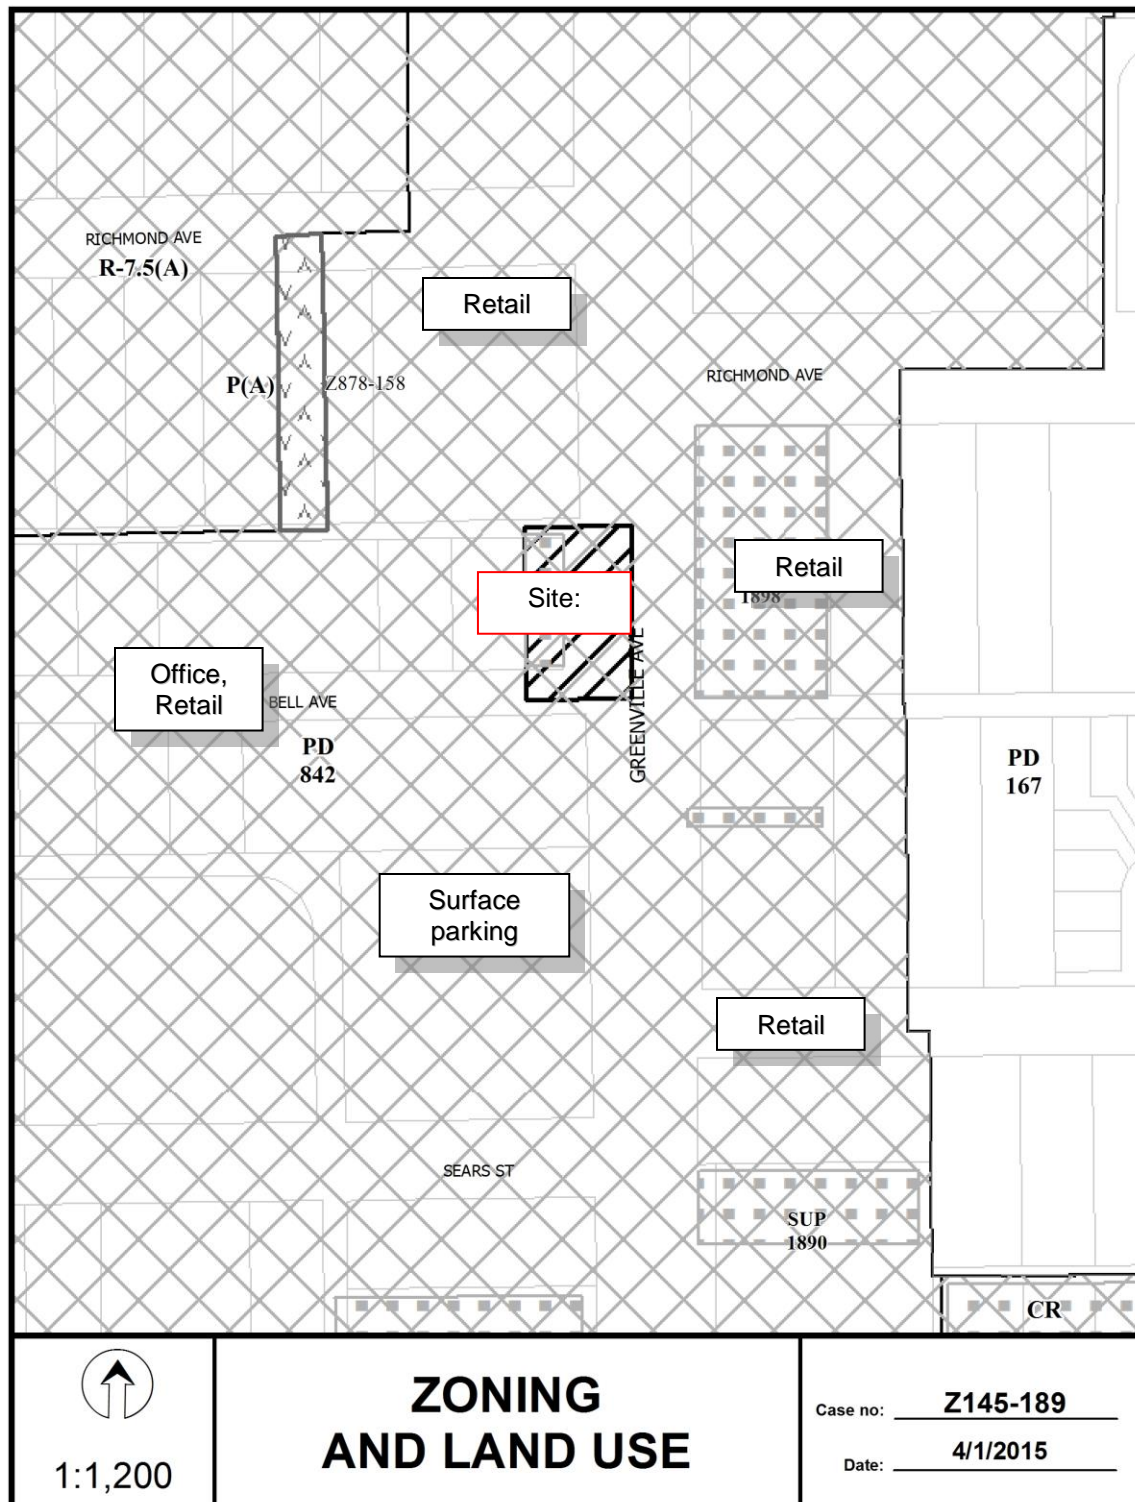 RICHMOND AVE
R-7.5(A)
Retail
P(A)
Z878-158
RICHMOND AVE
Retail
1898
Site:
GREENVILLE AVE
Office,
Retail
BELL AVE
PD
842
PD
167
Surface
parking
Retail
SEARS ST
SUP
1890
CR
1:1,200
ZONING
AND LAND USE
Case no: Z145-189
Date: 4/1/2015